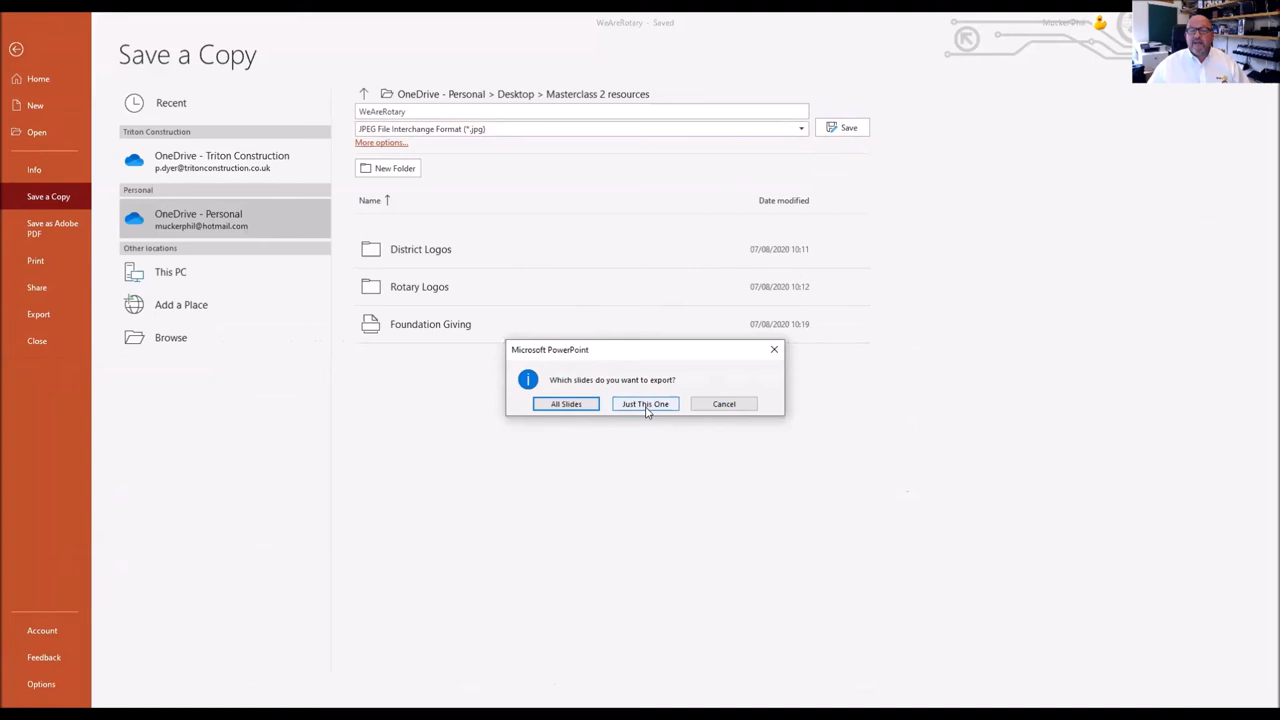 WeAreRotary - Saved
MuckerPhil
Save a Copy
Home
New
Open
Info
Save a Copy
Save as Adobe
PDF
Print
Share
Export
Close
Account
Feedback
Options
Recent
Triton Construction
OneDrive - Triton Construction
p.dyer@tritonconstruction.co.uk
Personal
OneDrive - Personal
muckerphil@hotmail.com
Other locations
This PC
Add a Place
Browse
OneDrive - Personal > Desktop > Masterclass 2 resources
WeAreRotary
JPEG File Interchange Format (*.jpg)
Save
More options...
New Folder
Name Date modified
District Logos 07/08/2020 10:11
Rotary Logos 07/08/2020 10:12
Foundation Giving 07/08/2020 10:19
Microsoft PowerPoint
Which slides do you want to export?
All Slides Just This One Cancel